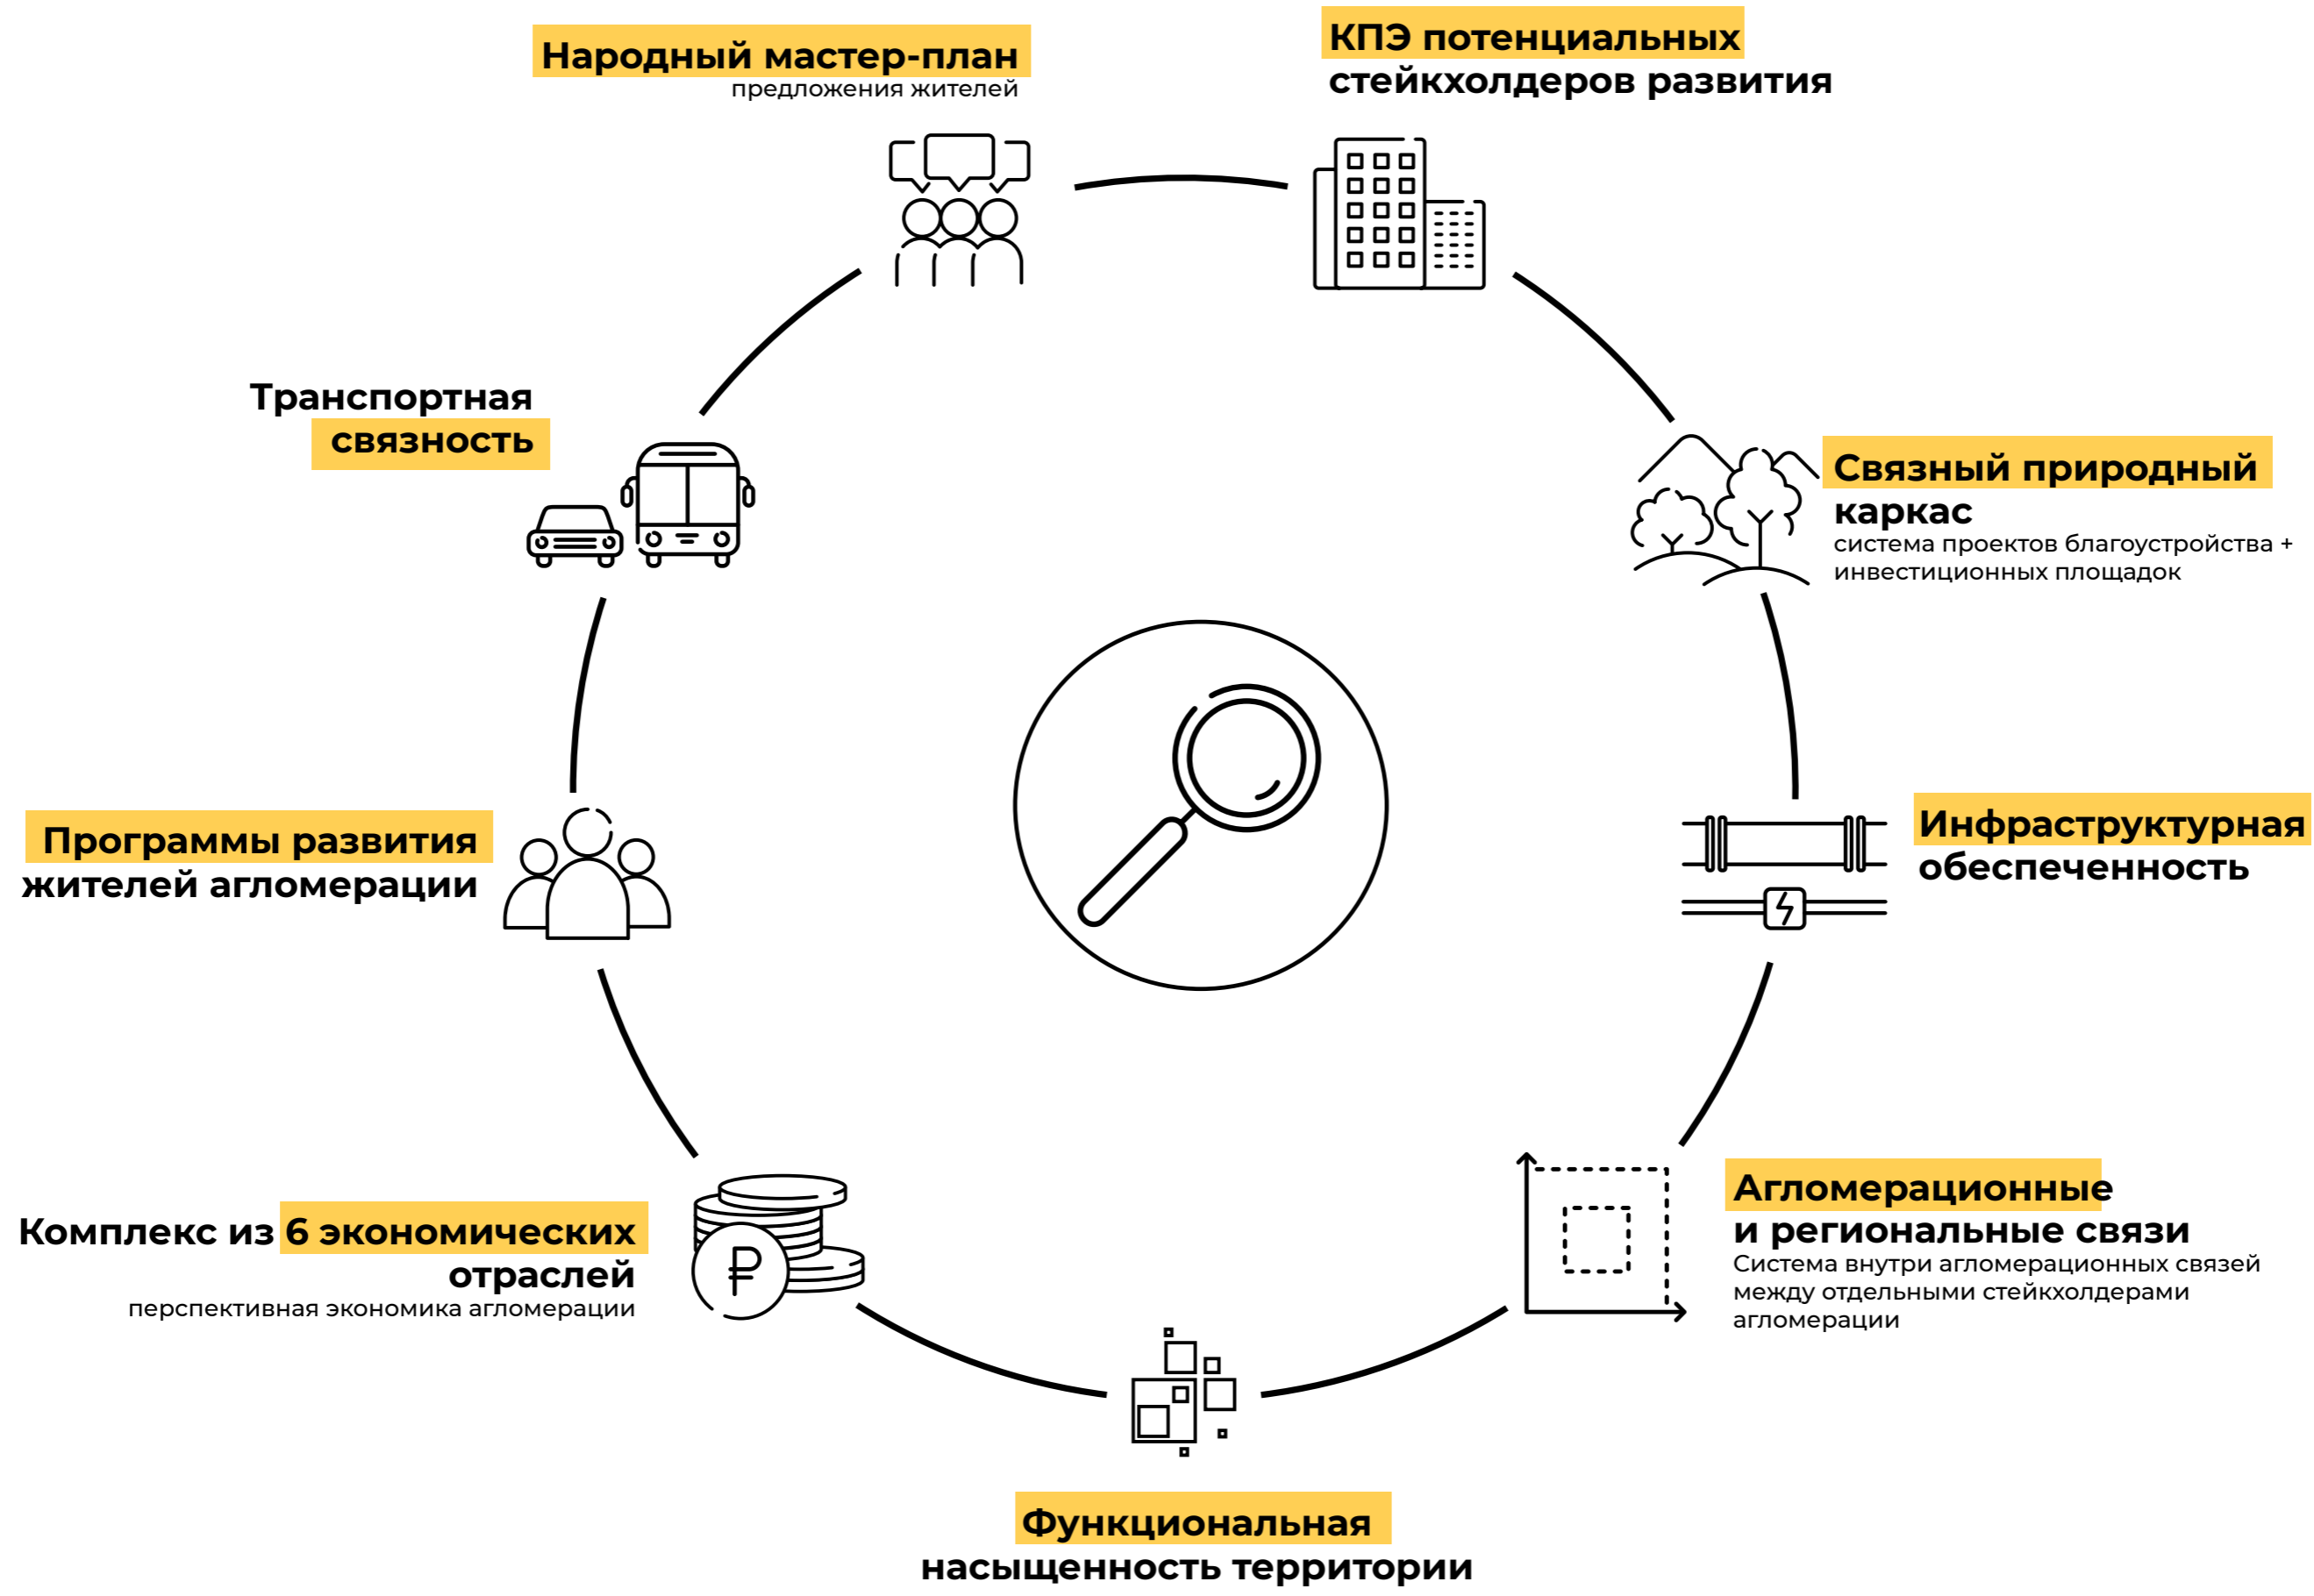 Народный мастер-план
предложения жителей
КПЭ потенциальных
стейкхолдеров развития
Транспортная
связность
Связный природный
каркас
система проектов благоустройства +
инвестиционных площадок
Программы развития
жителей агломерации
Инфраструктурная
обеспеченность
Комплекс из 6 экономических
отраслей
перспективная экономика агломерации
Агломерационные
и региональные связи
Система внутри агломерационных связей
между отдельными стейкхолдерами
агломерации
Функциональная
насыщенность территории